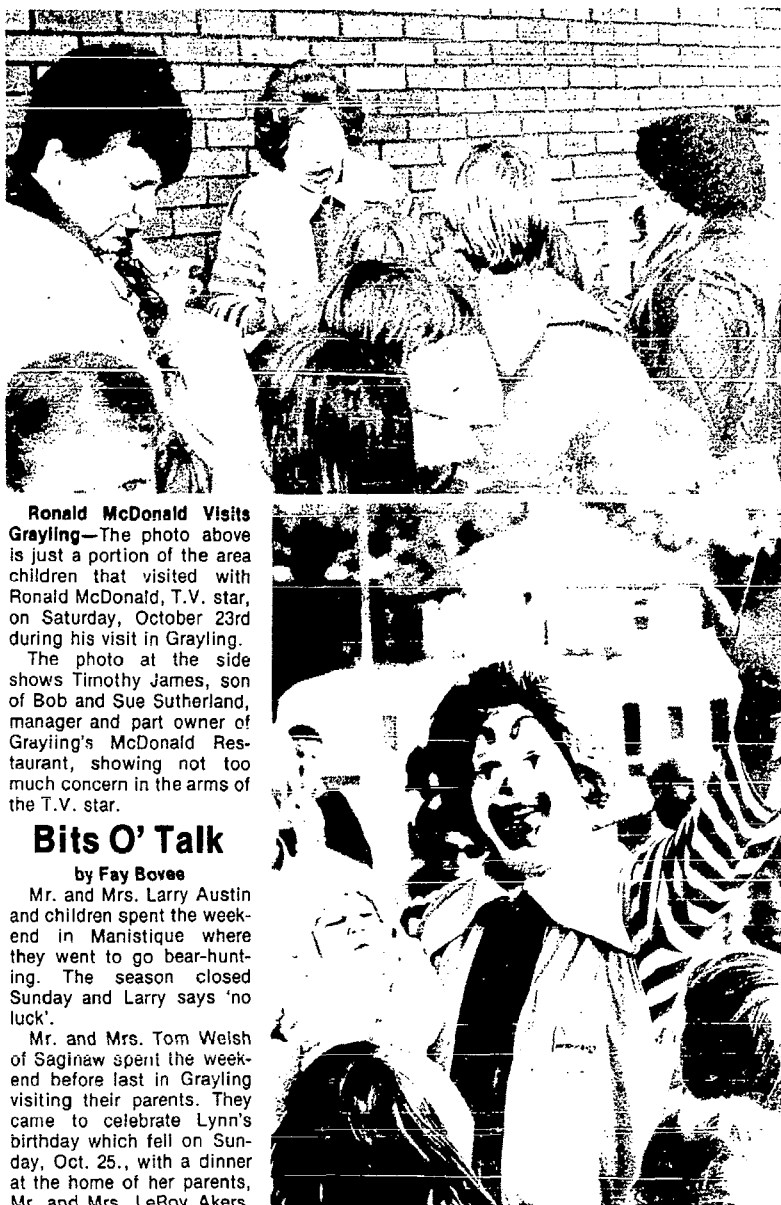 Ronald McDonald Visits
Grayling—The photo above
is just a portion of the area
children that visited with
Ronald McDonald, T.V. star,
on Saturday, October 23rd
during his visit in Grayling.
The photo at the side
shows Timothy James, son
of Bob and Sue Sutherland,
manager and part owner of
Grayling's McDonald Res-
taurant, showing not too
much concern in the arms of
the T.V. star.
Bits O' Talk
by Fay Bovee
Mr. and Mrs. Larry Austin
and children spent the week-
end in Manistique where
they went to go bear-hunt-
ing. The season closed
Sunday and Larry says 'no
luck'.
Mr. and Mrs. Tom Welsh
of Saginaw spent the week-
end before last in Grayling
visiting their parents. They
came to celebrate Lynn's
birthday which fell on Sun-
day, Oct. 25., with a dinner
at the home of her parents,
Mr. and Mrs. LeRoy Akers.